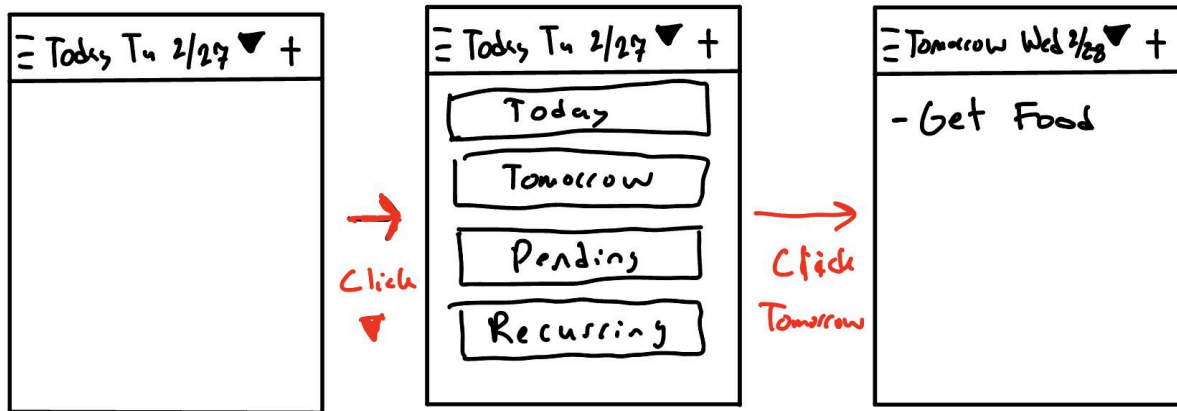 Today Tu 2/27 ▼ +
Click
▼
Today Tu 2/27 ▼ +
Today
Tomorrow
Pending
Recurring
Click
Tomorrow
Tomorrow Wed 2/28 ▼ +
- Get Food